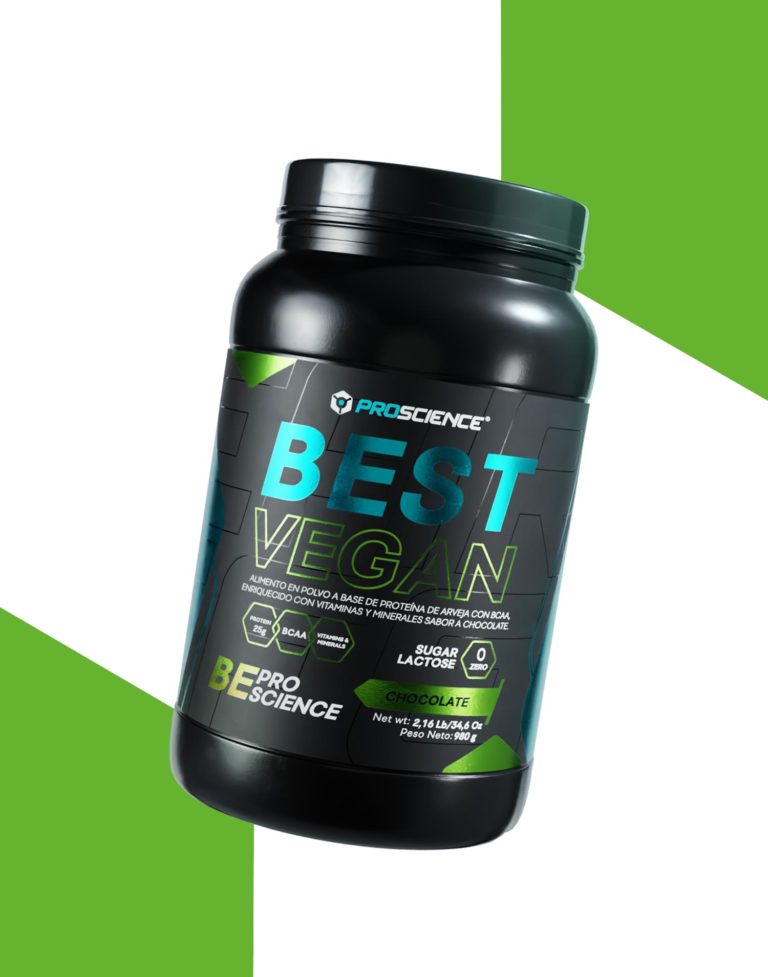 PROSCIENCE®
BEST
VEGAN
ALIMENTO EN POLVO A BASE DE PROTEÍNA DE ARVEJA CON BCAA,
ENRIQUECIDO CON VITAMINAS Y MINERALES SABOR A CHOCOLATE.
PROTEIN
25g
BCAA
VITAMINS &
MINERALS
SUGAR
LACTOSE
0
ZERO
BE PRO
SCIENCE
CHOCOLATE
Net wt: 2,16 Lb/34,6 Oz
Peso Neto: 980 g